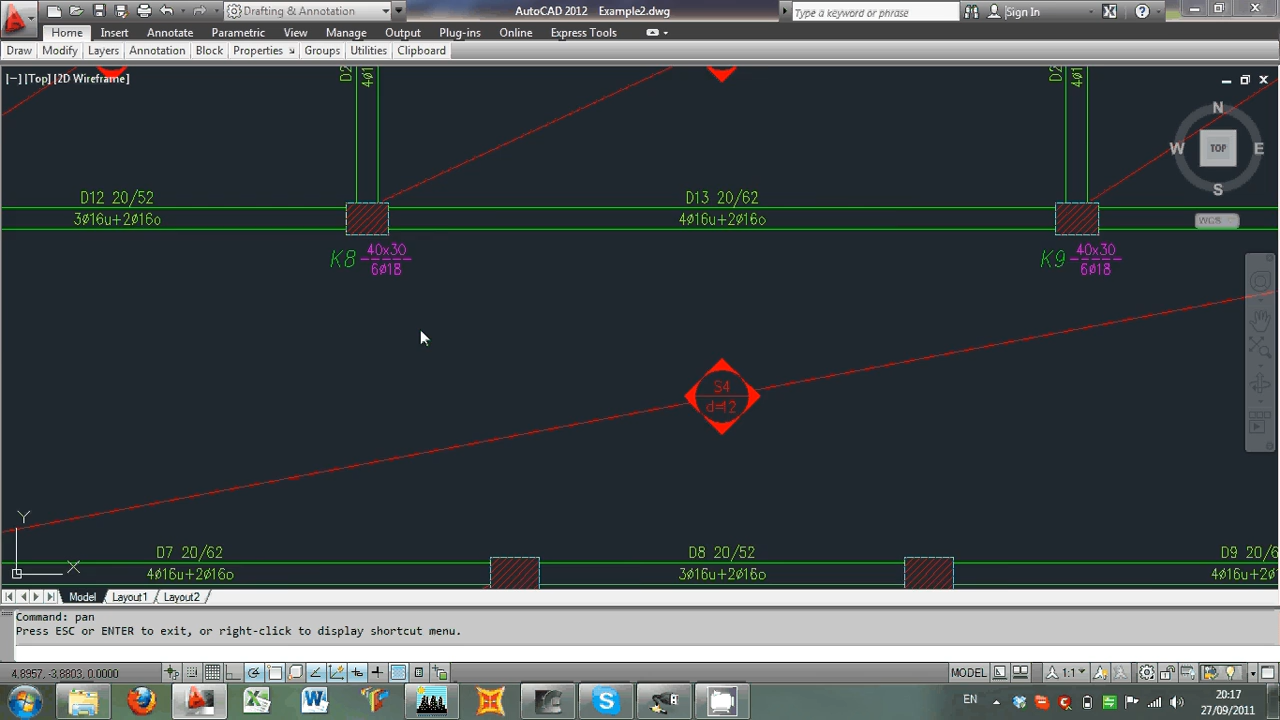 Drafting & Annotation
AutoCAD 2012 Example2.dwg
Type a keyword or phrase
Sign In
Home Insert Annotate Parametric View Manage Output Plug-ins Online Express Tools
Draw Modify Layers Annotation Block Properties Groups Utilities Clipboard
[−] [Top] [2D Wireframe]
D2
4ø1
D2
4ø1
N
W TOP E
S
WCS
D12 20/52
3ø16u+2ø16o
D13 20/62
4ø16u+2ø16o
K8 40x30
6ø18
K9 40x30
6ø18
S4
d=12
Y
X
D7 20/62
4ø16u+2ø16o
D8 20/52
3ø16u+2ø16o
D9 20/6
4ø16u+2ø
Model Layout1 Layout2
Command: pan
Press ESC or ENTER to exit, or right-click to display shortcut menu.
4.8957, -3.8803, 0.0000
MODEL
1:1
EN
20:17
27/09/2011